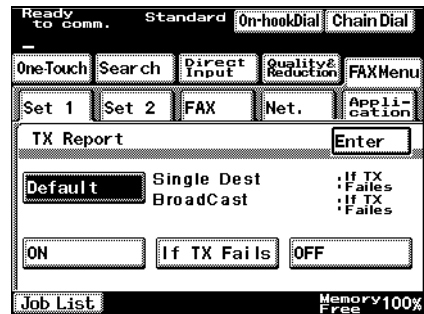 Ready to comm. Standard On-hookDial Chain Dial
One-Touch Search Direct Input Quality& Reduction FAXMenu
Set 1 Set 2 FAX Net. Appli- cation
TX Report Enter
Default Single Dest :If TX Failes
BroadCast :If TX Failes
ON If TX Fails OFF
Job List Memory Free 100%